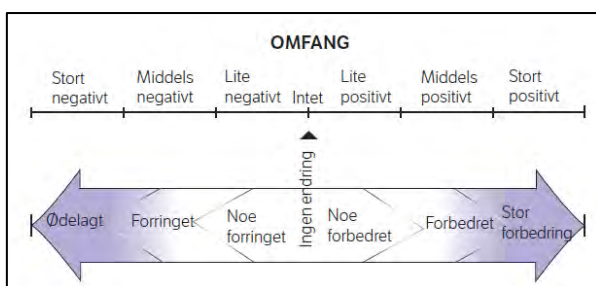 OMFANG
Stort Middels Lite Lite Middels Stort
negativt negativt negativt Intet positivt positivt positivt
Ingen endring
Ødelagt Forringet Noe Noe Forbedret Stor
forringet forbedret forbedring